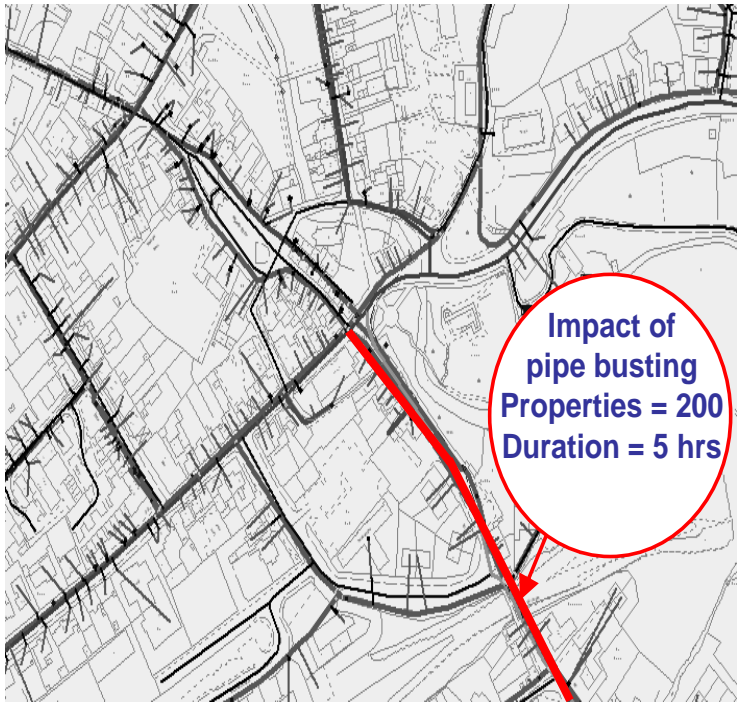 Impact of
pipe busting
Properties = 200
Duration = 5 hrs